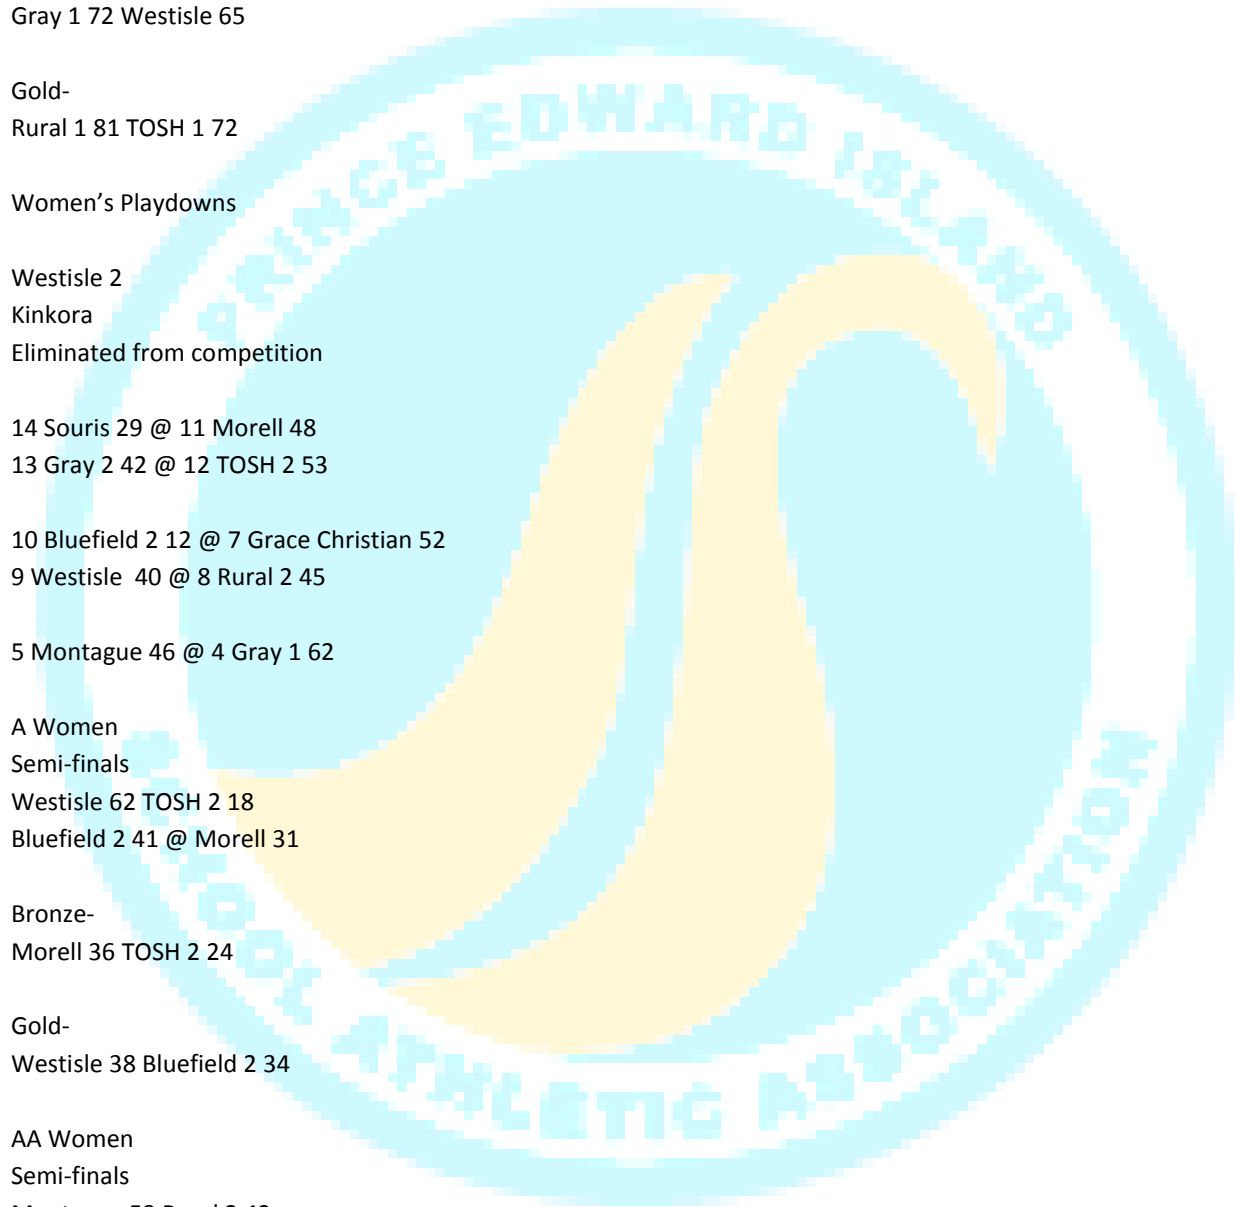 Gray 1 72 Westisle 65
Gold-
Rural 1 81 TOSH 1 72
Women’s Playdowns
Westisle 2
Kinkora
Eliminated from competition
14 Souris 29 @ 11 Morell 48
13 Gray 2 42 @ 12 TOSH 2 53
10 Bluefield 2 12 @ 7 Grace Christian 52
9 Westisle  40 @ 8 Rural 2 45
5 Montague 46 @ 4 Gray 1 62
A Women
Semi-finals
Westisle 62 TOSH 2 18
Bluefield 2 41 @ Morell 31
Bronze-
Morell 36 TOSH 2 24
Gold-
Westisle 38 Bluefield 2 34
AA Women
Semi-finals
PRINCE EDWARD ISLAND
SCHOOL ATHLETIC ASSOCIATION